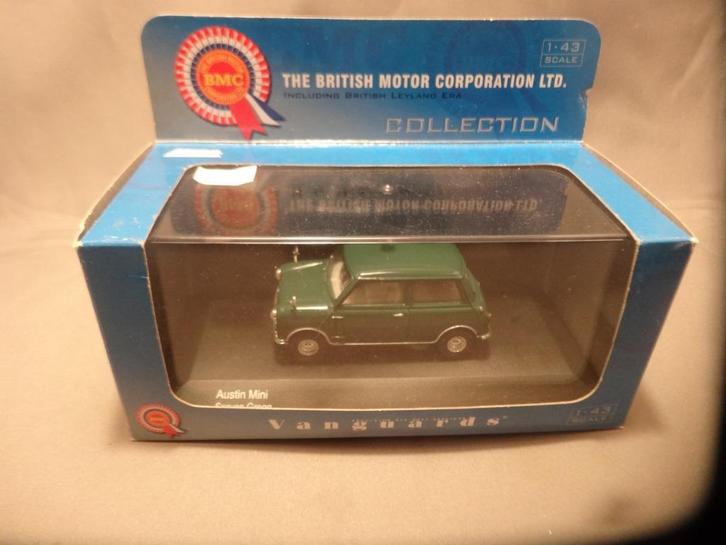 BMC
THE BRITISH MOTOR CORPORATION LTD.
INCLUDING BRITISH LEYLAND ERA
COLLECTION
1:43
SCALE
THE BRITISH MOTOR CORPORATION LTD
Austin Mini
Green
Vanguards
1:43
SCALE